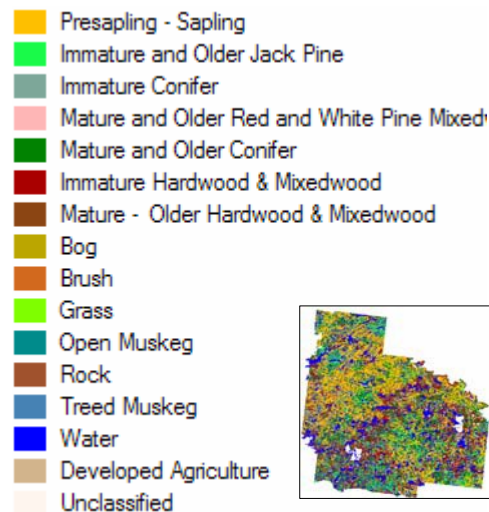 Presapling - Sapling
Immature and Older Jack Pine
Immature Conifer
Mature and Older Red and White Pine
Mature and Older Conifer
Immature Hardwood & Mixedwood
Mature - Older Hardwood & Mixedwood
Bog
Brush
Grass
Open Muskeg
Rock
Treed Muskeg
Water
Developed Agriculture
Unclassified